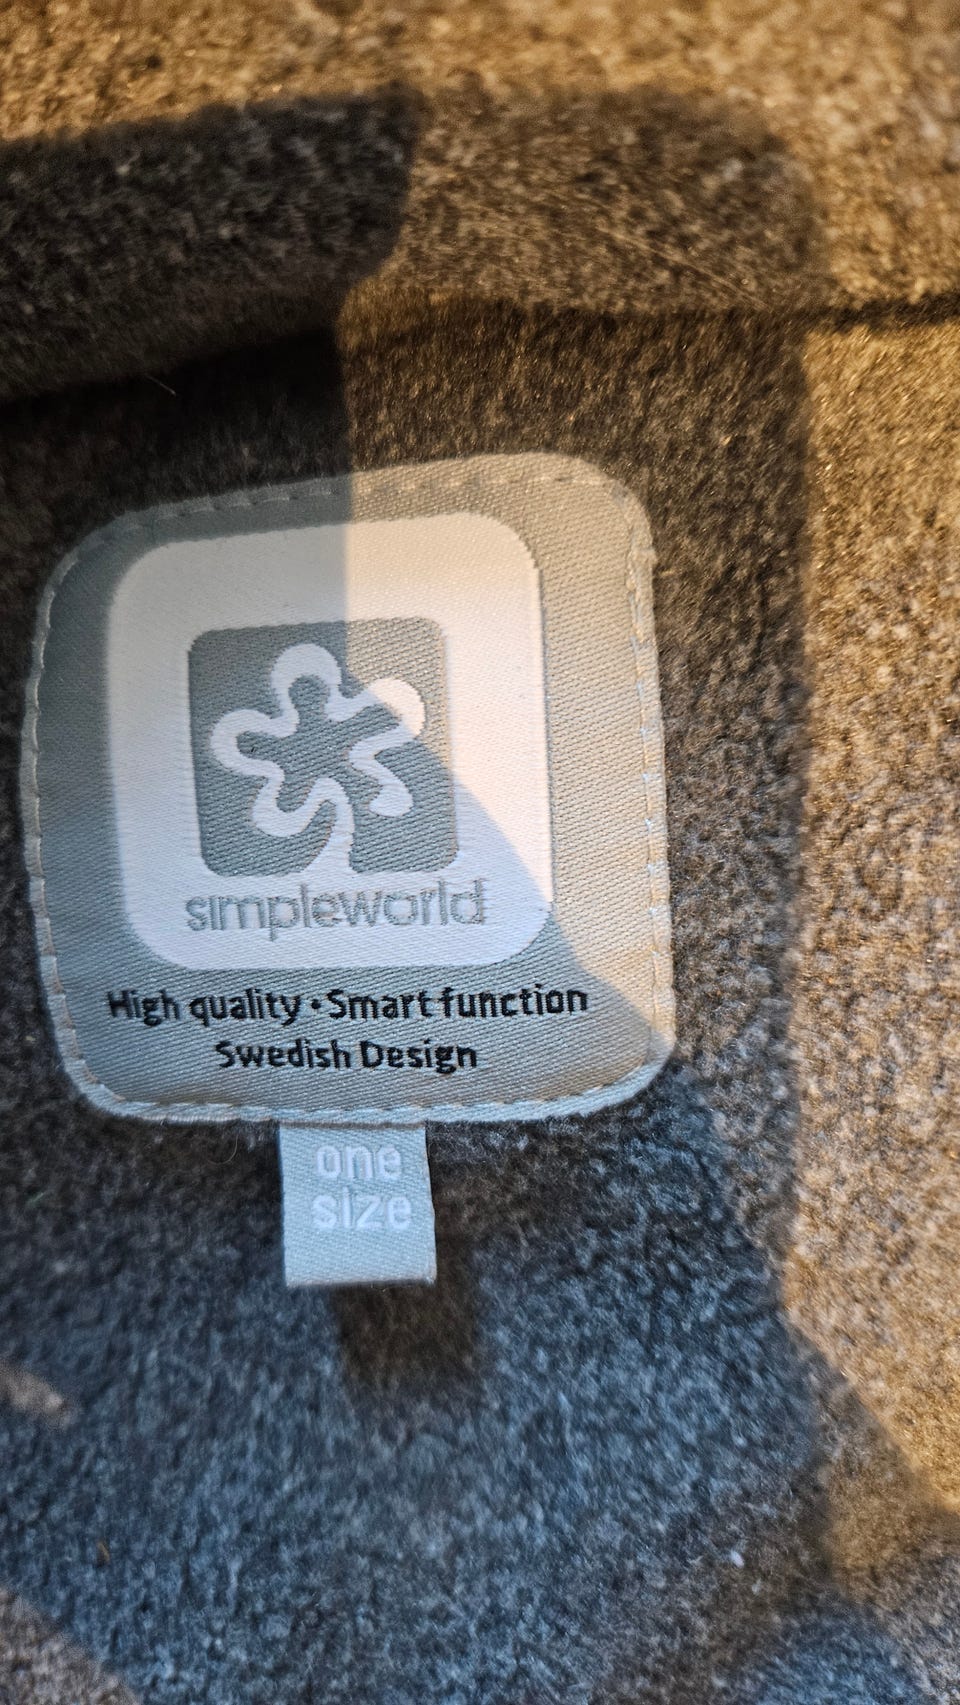 simpleworld
High quality • Smart function
Swedish Design
one
size